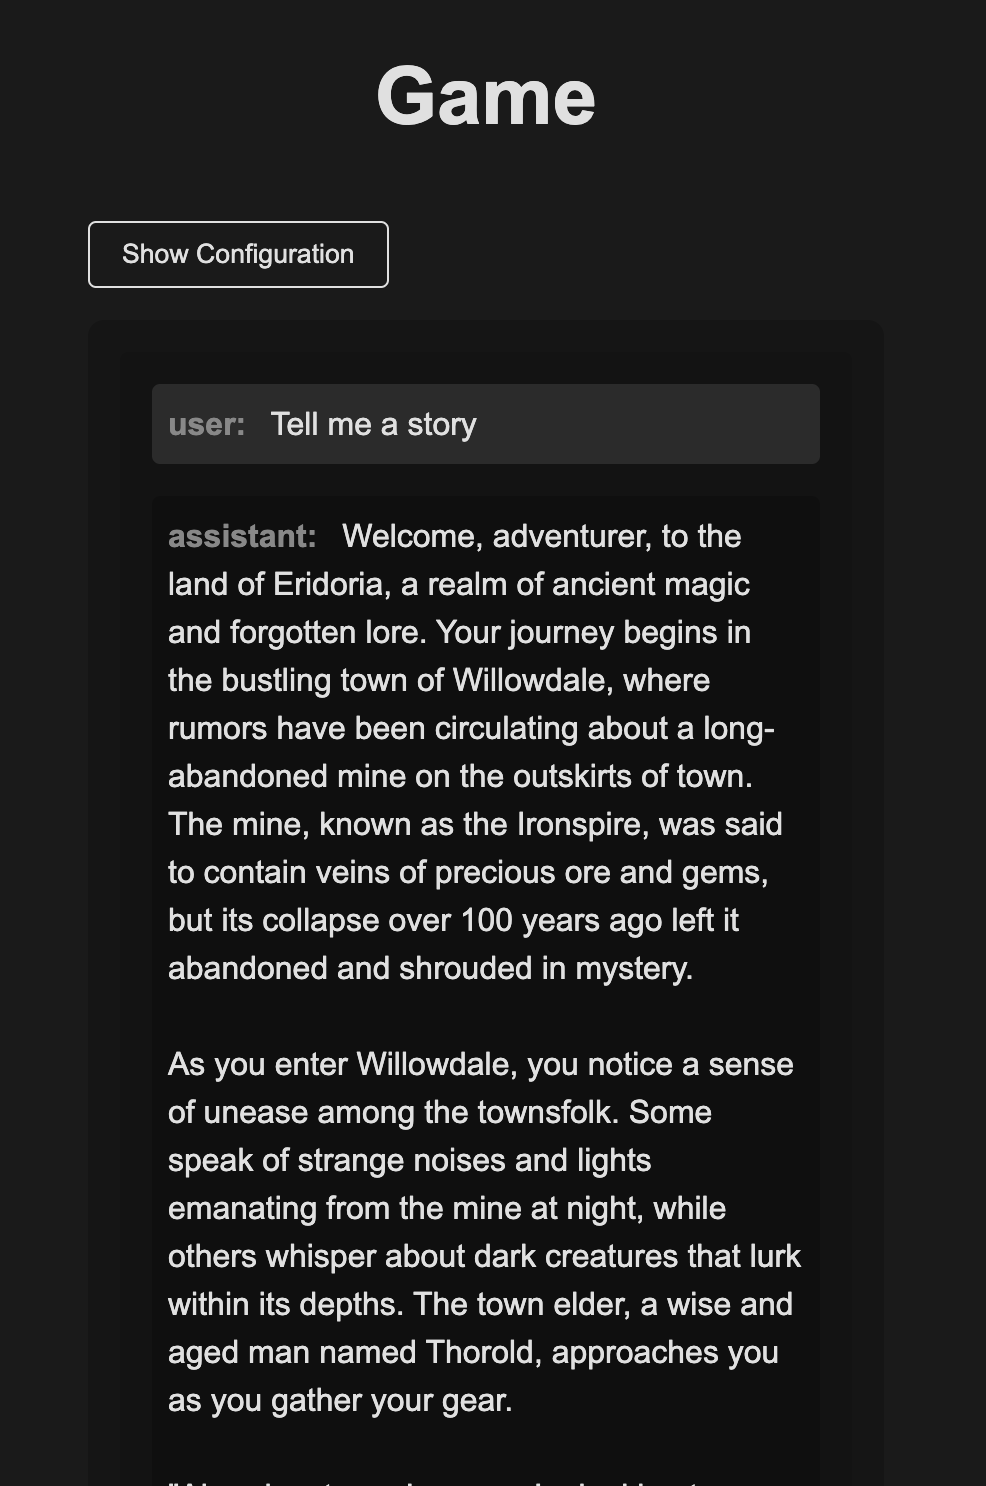 Game
Show Configuration
user: Tell me a story
assistant: Welcome, adventurer, to the
land of Eridoria, a realm of ancient magic
and forgotten lore. Your journey begins in
the bustling town of Willowdale, where
rumors have been circulating about a long-
abandoned mine on the outskirts of town.
The mine, known as the Ironspire, was said
to contain veins of precious ore and gems,
but its collapse over 100 years ago left it
abandoned and shrouded in mystery.
As you enter Willowdale, you notice a sense
of unease among the townsfolk. Some
speak of strange noises and lights
emanating from the mine at night, while
others whisper about dark creatures that lurk
within its depths. The town elder, a wise and
aged man named Thorold, approaches you
as you gather your gear.